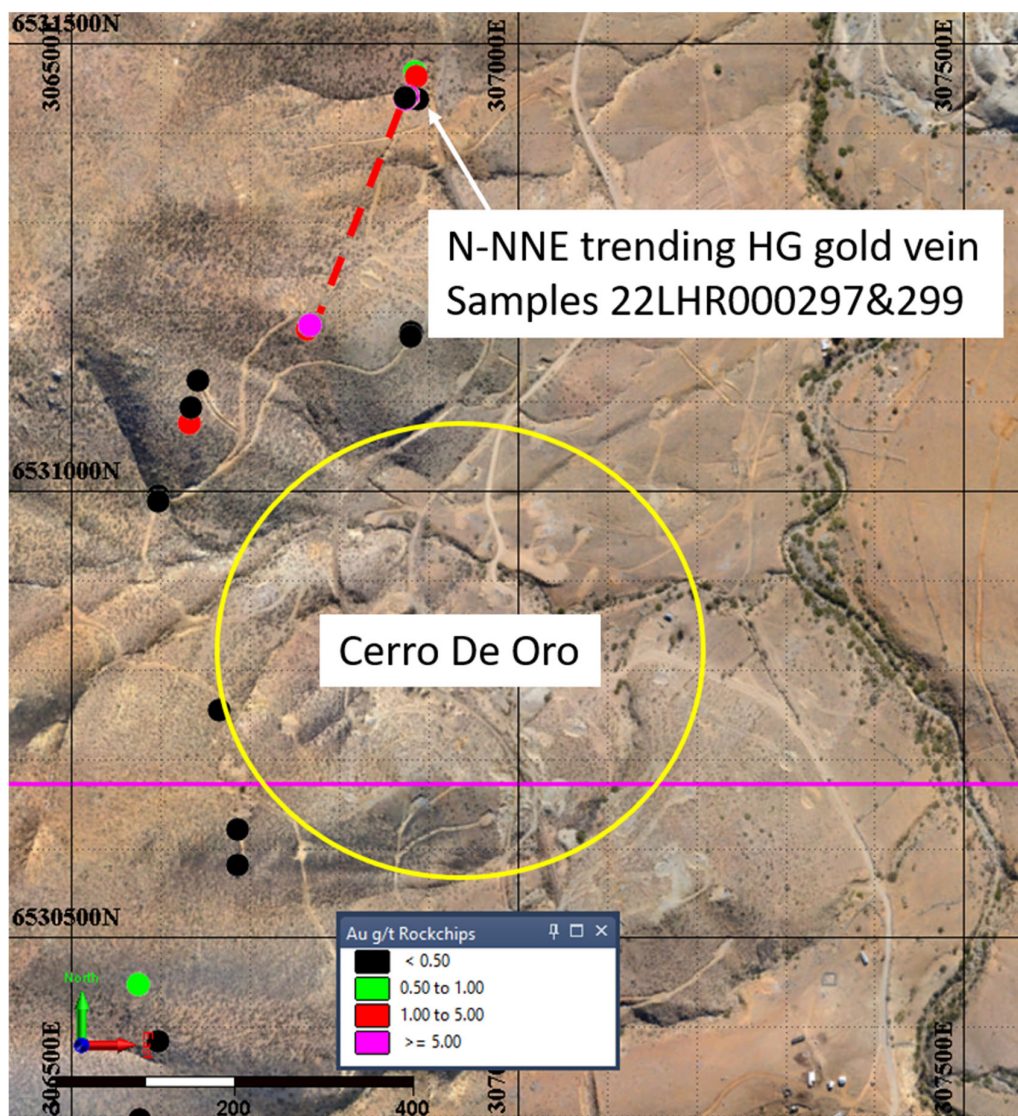 6531500N
306500E
307000E
307500E
N-NNE trending HG gold vein
Samples 22LHR000297&299
6531000N
Cerro De Oro
6530500N
Au g/t Rockchips
< 0.50
0.50 to 1.00
1.00 to 5.00
>= 5.00
North
East
306500E
307500E
200
400